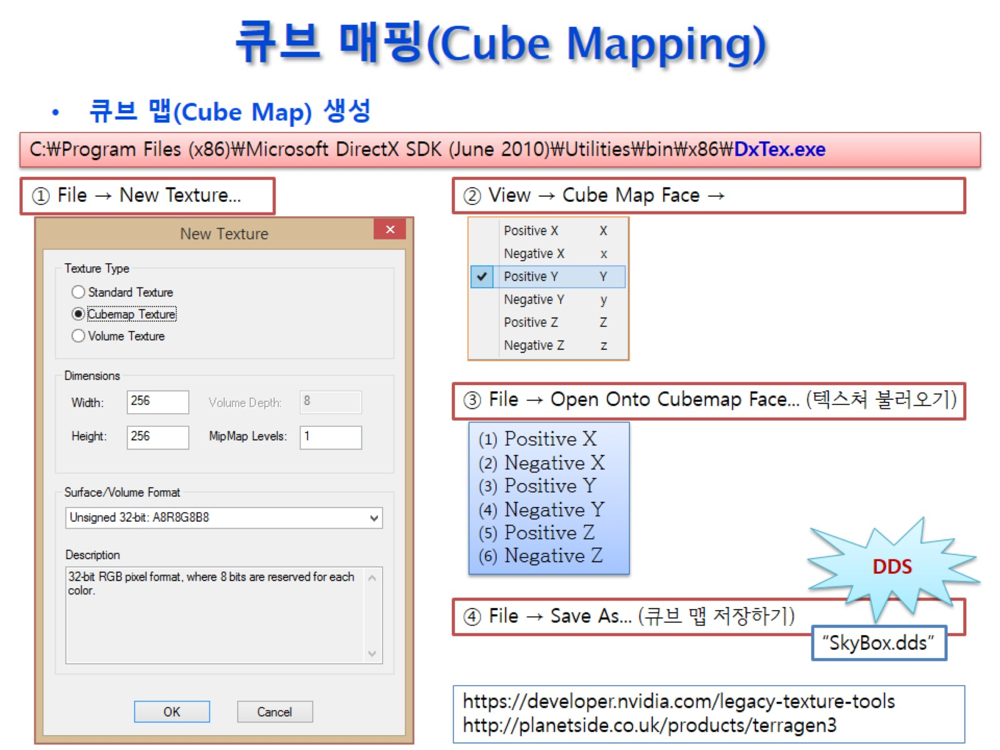 큐브 매핑(Cube Mapping)
• 큐브 맵(Cube Map) 생성
C:₩Program Files (x86)₩Microsoft DirectX SDK (June 2010)₩Utilities₩bin₩x86₩DxTex.exe
① File → New Texture...
New Texture
Texture Type
Standard Texture
Cubemap Texture
Volume Texture
Dimensions
Width: 256 Volume Depth: 8
Height: 256 MipMap Levels: 1
Surface/Volume Format
Unsigned 32-bit: A8R8G8B8
Description
32-bit RGB pixel format, where 8 bits are reserved for each
color.
OK Cancel
② View → Cube Map Face →
Positive X X
Negative X x
Positive Y Y
Negative Y y
Positive Z Z
Negative Z z
③ File → Open Onto Cubemap Face... (텍스쳐 불러오기)
(1) Positive X
(2) Negative X
(3) Positive Y
(4) Negative Y
(5) Positive Z
(6) Negative Z
DDS
④ File → Save As... (큐브 맵 저장하기)
“SkyBox.dds”
https://developer.nvidia.com/legacy-texture-tools
http://planetside.co.uk/products/terragen3